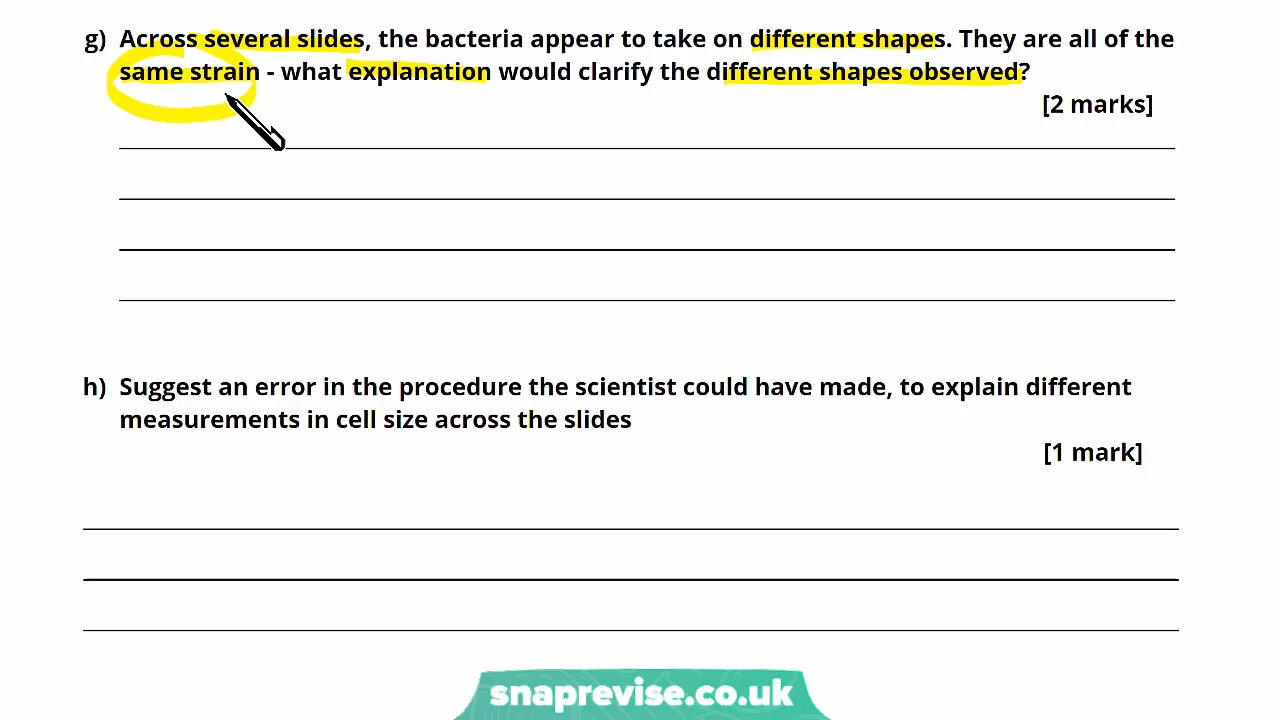 g) Across several slides, the bacteria appear to take on different shapes. They are all of the
same strain - what explanation would clarify the different shapes observed?
[2 marks]
h) Suggest an error in the procedure the scientist could have made, to explain different
measurements in cell size across the slides
[1 mark]
snaprevise.co.uk